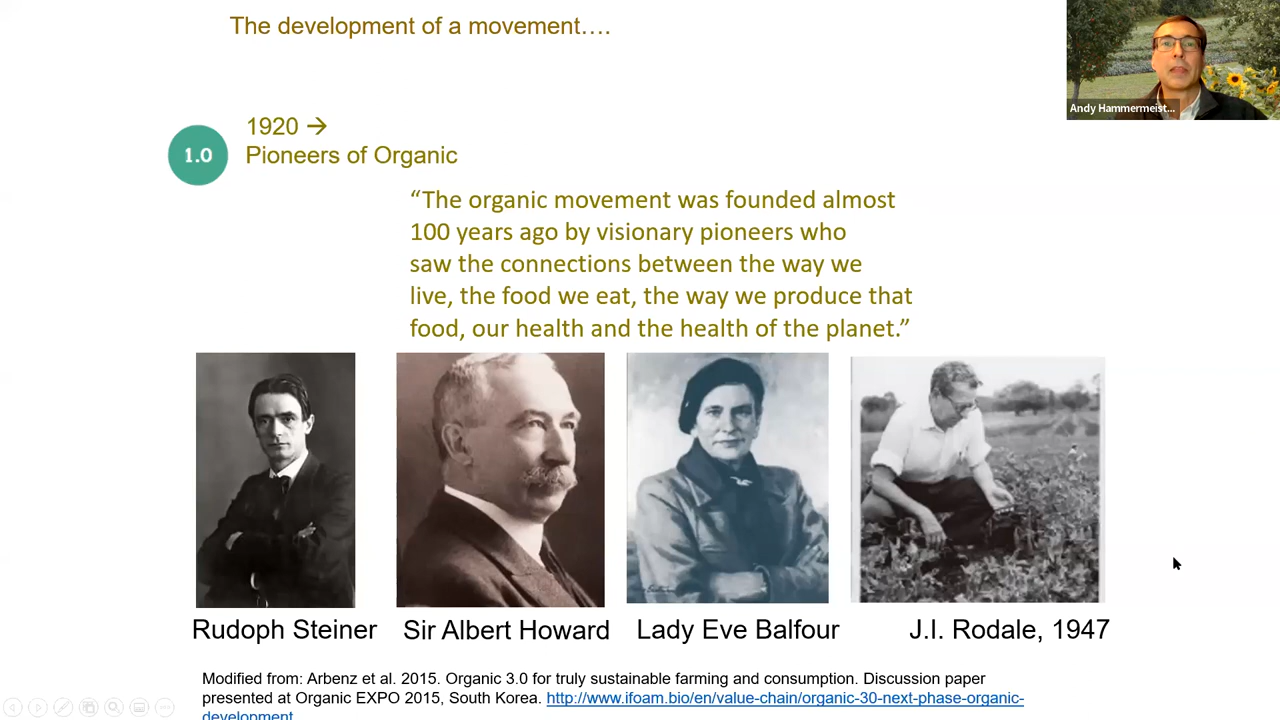 The development of a movement....
Andy Hammermeist...
1920 →
1.0
Pioneers of Organic
“The organic movement was founded almost
100 years ago by visionary pioneers who
saw the connections between the way we
live, the food we eat, the way we produce that
food, our health and the health of the planet.”
Rudoph Steiner
Sir Albert Howard
Lady Eve Balfour
J.I. Rodale, 1947
Modified from: Arbenz et al. 2015. Organic 3.0 for truly sustainable farming and consumption. Discussion paper
presented at Organic EXPO 2015, South Korea. http://www.ifoam.bio/en/value-chain/organic-30-next-phase-organic-
development